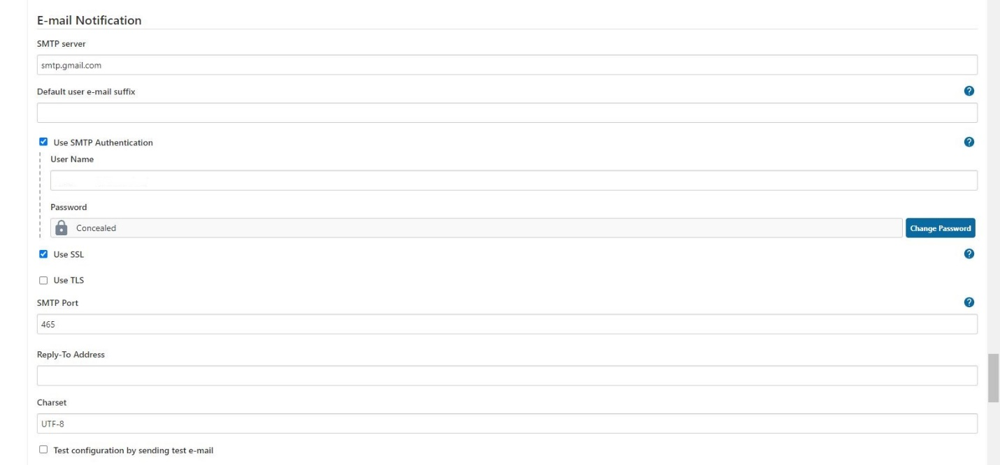 E-mail Notification
SMTP server
smtp.gmail.com
Default user e-mail suffix
?
Use SMTP Authentication
?
User Name
Password
Concealed
Change Password
Use SSL
?
Use TLS
SMTP Port
?
465
Reply-To Address
Charset
UTF-8
Test configuration by sending test e-mail